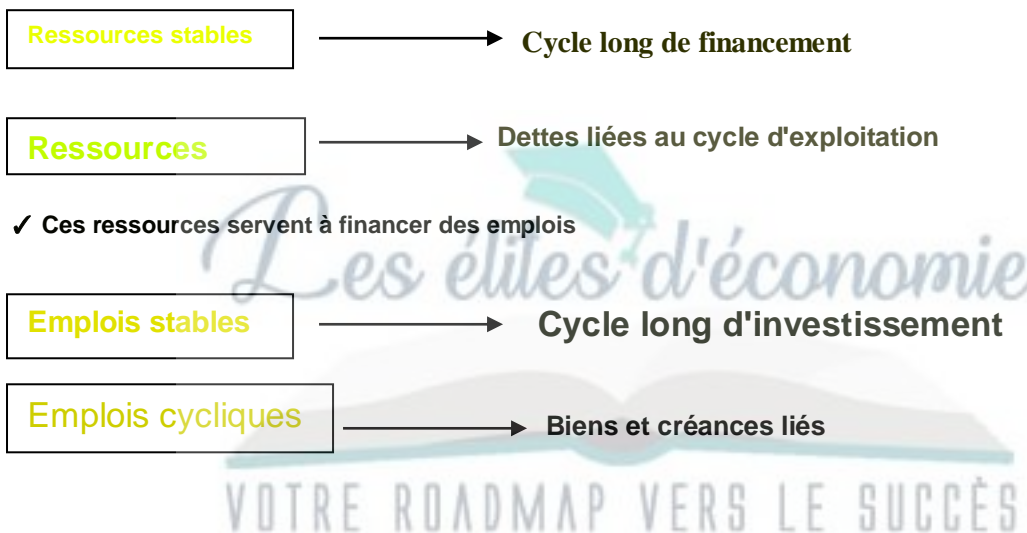 Ressources stables
Cycle long de financement
Ressources
Dettes liées au cycle d'exploitation
✓ Ces ressources servent à financer des emplois
Les élites d'économie
Emplois stables
Cycle long d'investissement
Emplois cycliques
Biens et créances liés
VOTRE ROADMAP VERS LE SUCCÈS